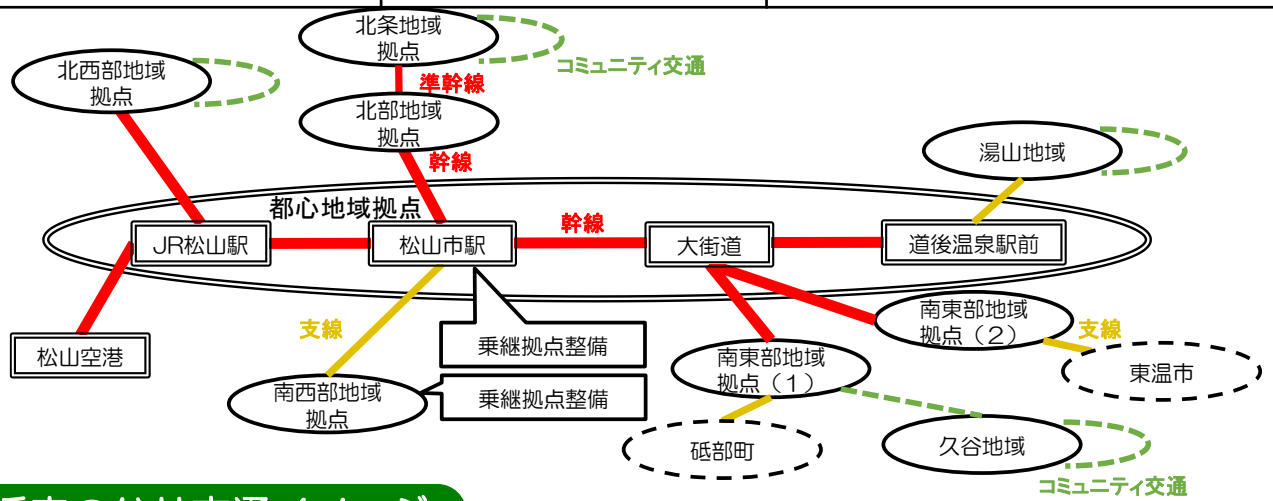 北条地域
拠点
コミュニティ交通
北西部地域
拠点
準幹線
北部地域
拠点
幹線
湯山地域
都心地域拠点
JR松山駅
松山市駅
幹線
大街道
道後温泉駅前
支線
松山空港
乗継拠点整備
南東部地域
拠点（2）
支線
南東部地域
拠点（1）
東温市
南西部地域
拠点
乗継拠点整備
砥部町
久谷地域
コミュニティ交通